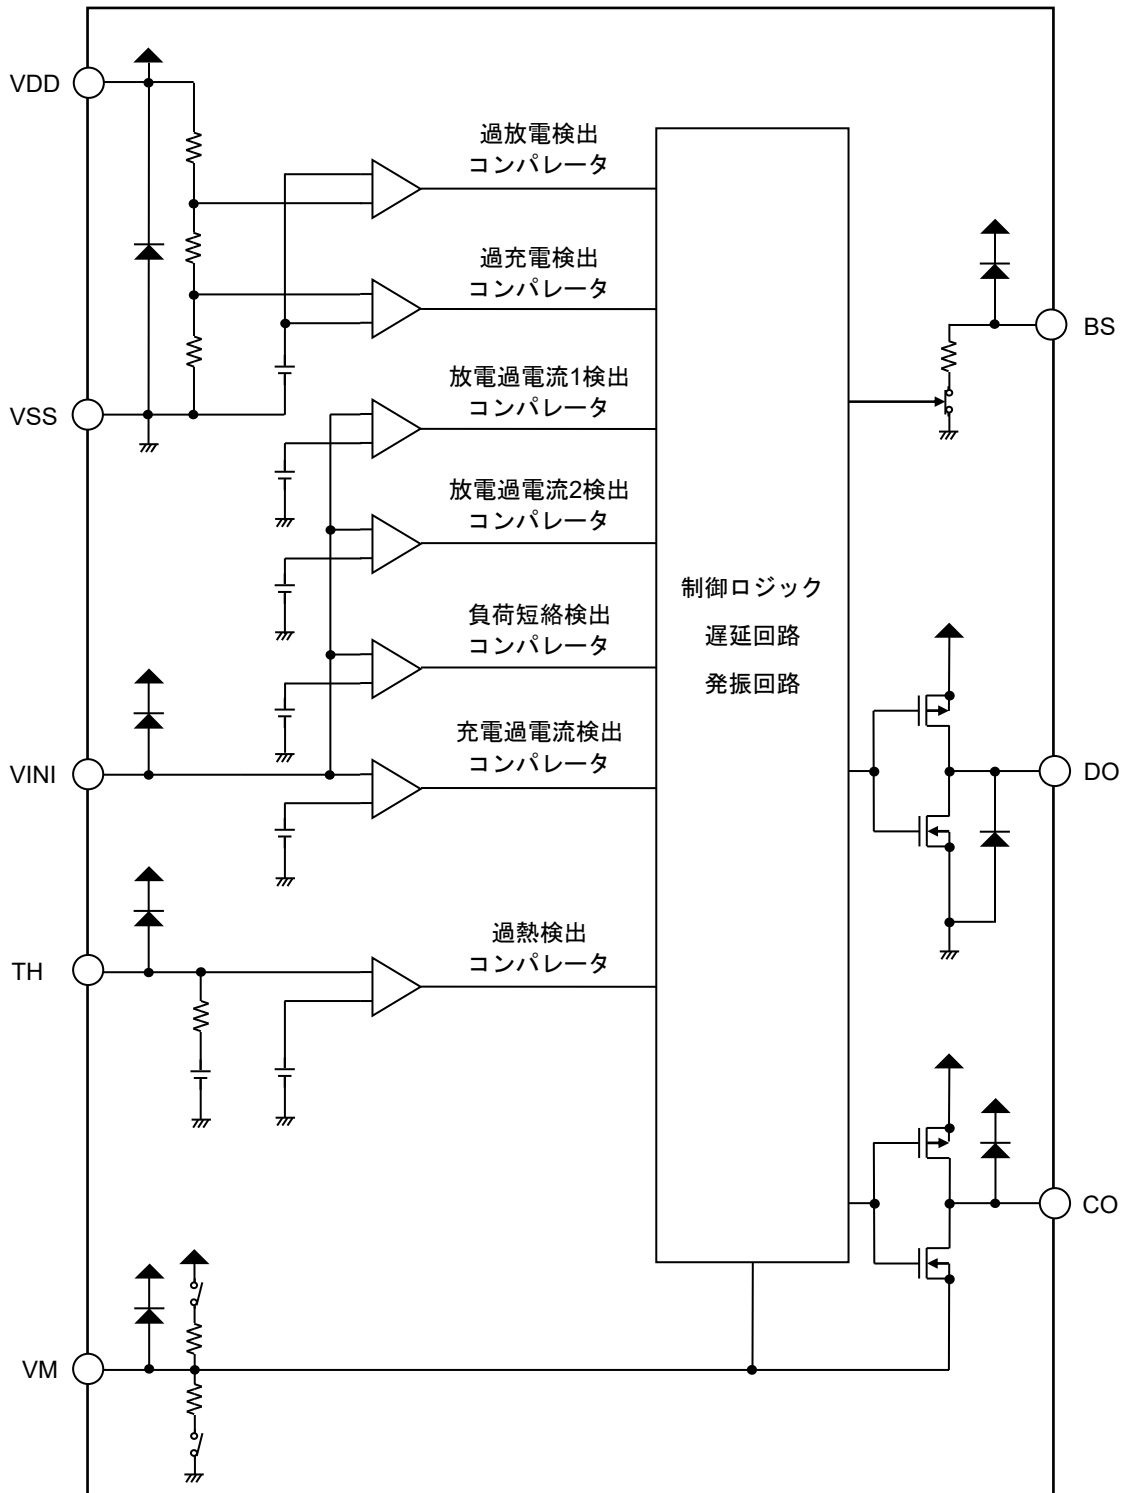 VDD
過放電検出
コンパレータ
過充電検出
コンパレータ
BS
放電過電流1検出
コンパレータ
VSS
放電過電流2検出
コンパレータ
制御ロジック
遅延回路
発振回路
負荷短絡検出
コンパレータ
充電過電流検出
コンパレータ
VINI
DO
過熱検出
コンパレータ
TH
CO
VM